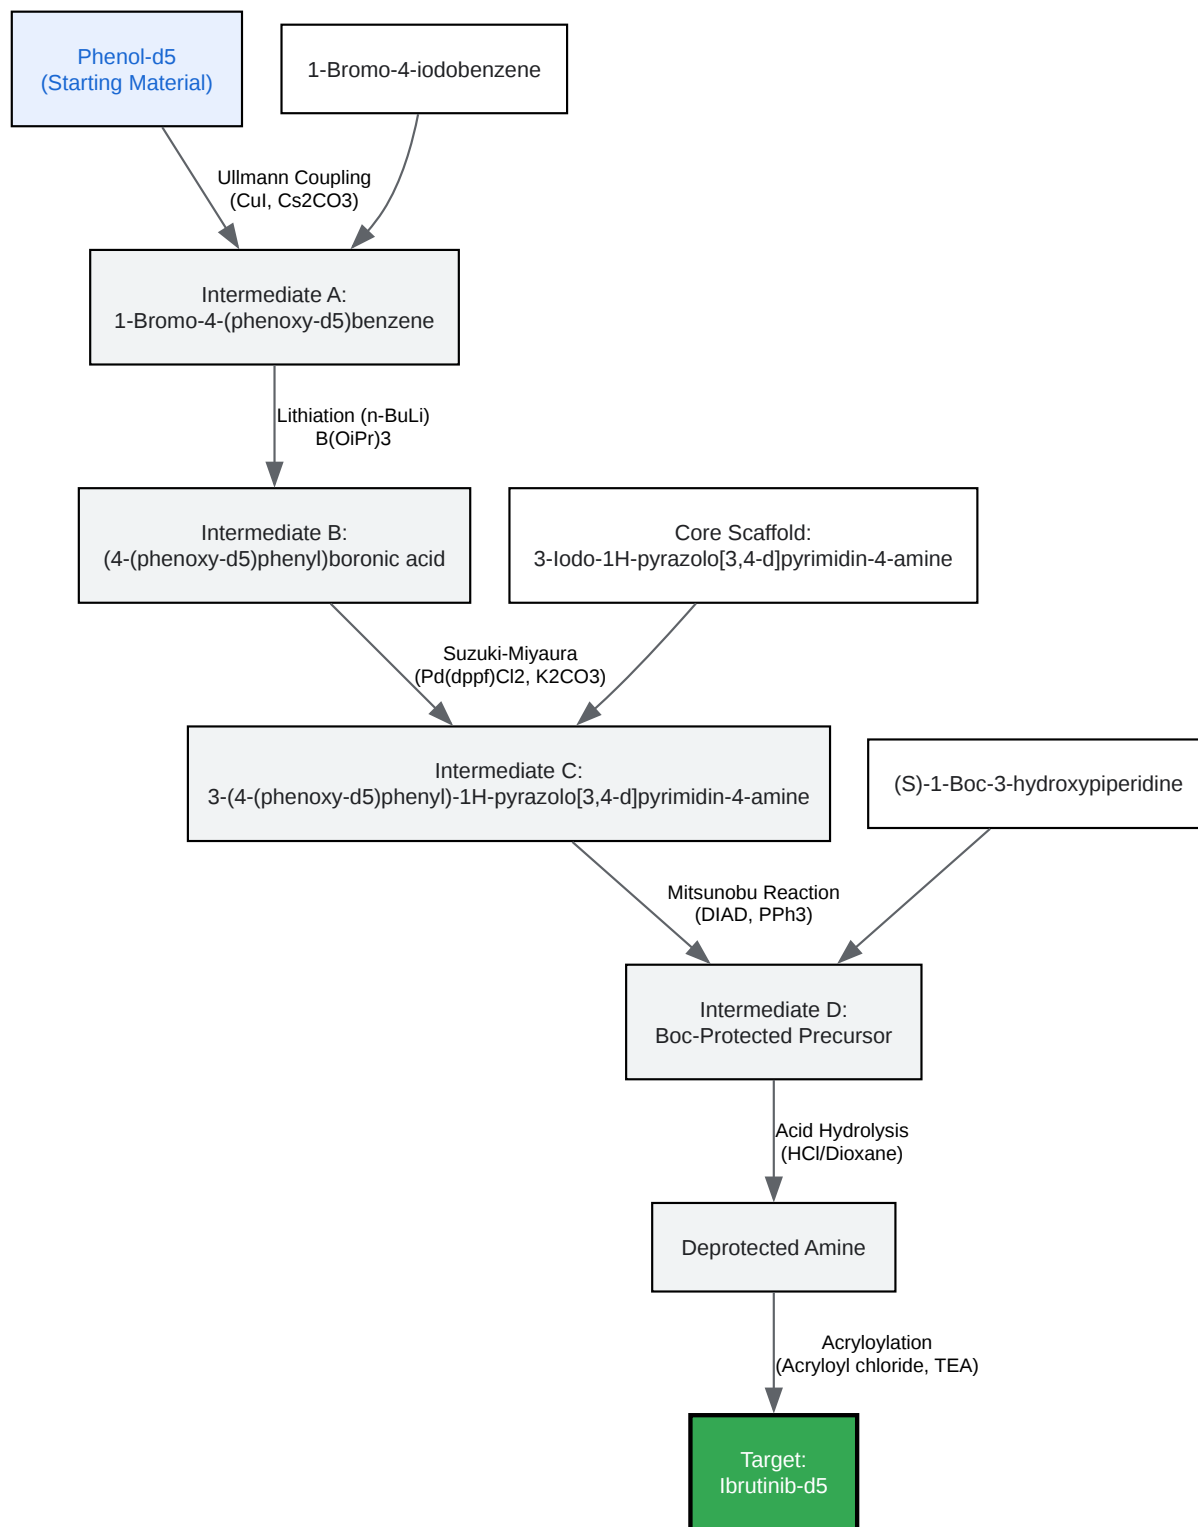 Phenol-d5
(Starting Material)
1-Bromo-4-iodobenzene
Ullmann Coupling
(CuI, Cs2CO3)
Intermediate A:
1-Bromo-4-(phenoxy-d5)benzene
Lithiation (n-BuLi)
B(OiPr)3
Intermediate B:
(4-(phenoxy-d5)phenyl)boronic acid
Core Scaffold:
3-Iodo-1H-pyrazolo[3,4-d]pyrimidin-4-amine
Suzuki-Miyaura
(Pd(dppf)Cl2, K2CO3)
Intermediate C:
3-(4-(phenoxy-d5)phenyl)-1H-pyrazolo[3,4-d]pyrimidin-4-amine
(S)-1-Boc-3-hydroxypiperidine
Mitsunobu Reaction
(DIAD, PPh3)
Intermediate D:
Boc-Protected Precursor
Acid Hydrolysis
(HCl/Dioxane)
Deprotected Amine
Acryloylation
(Acryloyl chloride, TEA)
Target:
Ibrutinib-d5